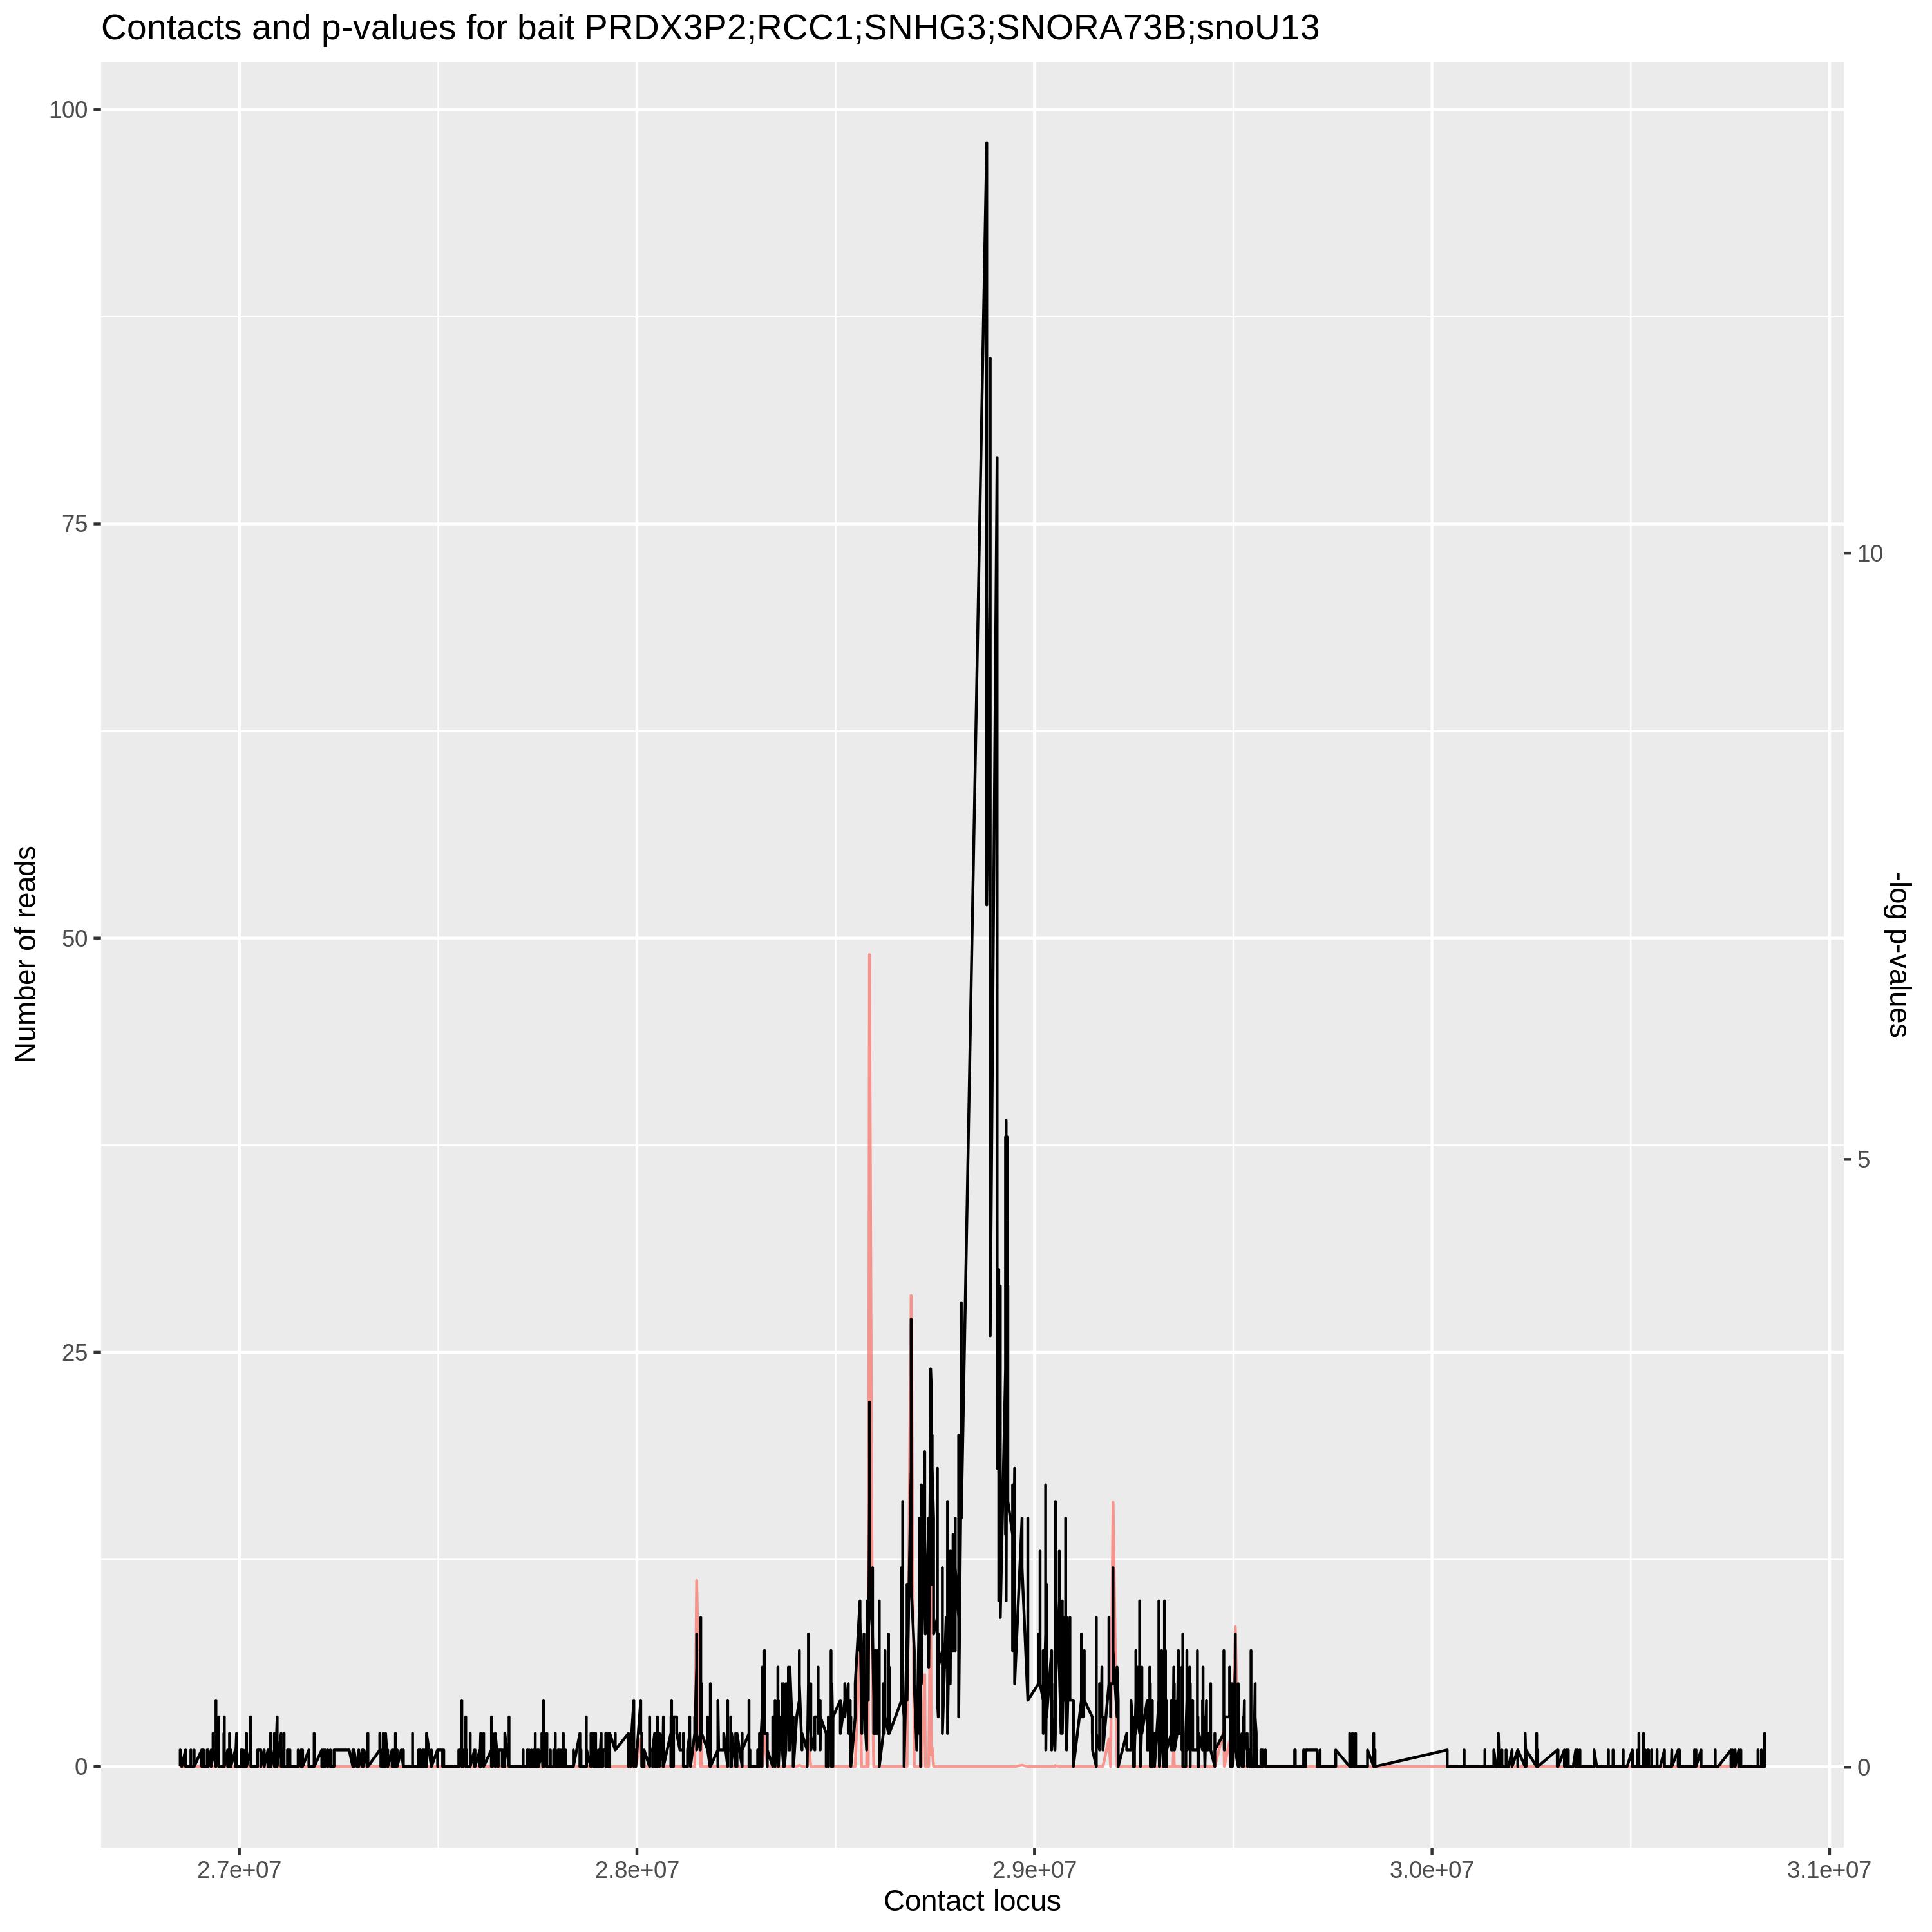 Contacts and p-values for bait PRDX3P2;RCC1;SNHG3;SNORA73B;snoU13
100
75
50
25
0
Number of reads
10
5
0
-log p-values
2.7e+07
2.8e+07
2.9e+07
3.0e+07
3.1e+07
Contact locus